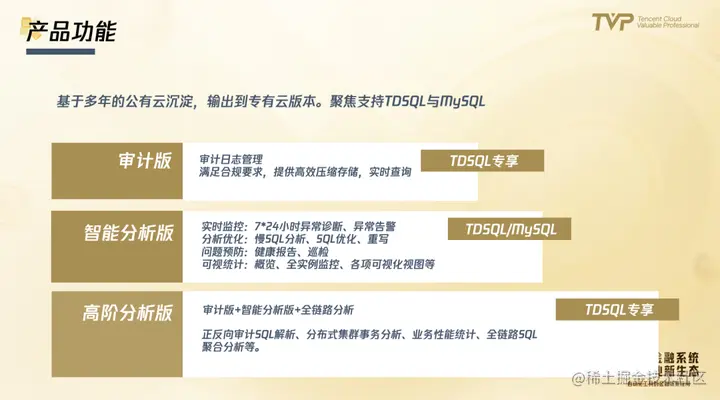 产品功能
TVP Tencent Cloud
Valuable Professional
基于多年的公有云沉淀，输出到专有云版本。聚焦支持TDSQL与MySQL
审计版
审计日志管理
满足合规要求，提供高效压缩存储，实时查询
TDSQL专享
智能分析版
实时监控：7*24小时异常诊断、异常告警
分析优化：慢SQL分析、SQL优化、重写
问题预防：健康报告、巡检
可视统计：概览、全实例监控、各项可视化视图等
TDSQL/MySQL
高阶分析版
审计版+智能分析版+全链路分析
正反向审计SQL解析、分布式集群事务分析、业务性能统计、全链路SQL
聚合分析等。
TDSQL专享
金融系统
新生态
@稀土掘金技术社区